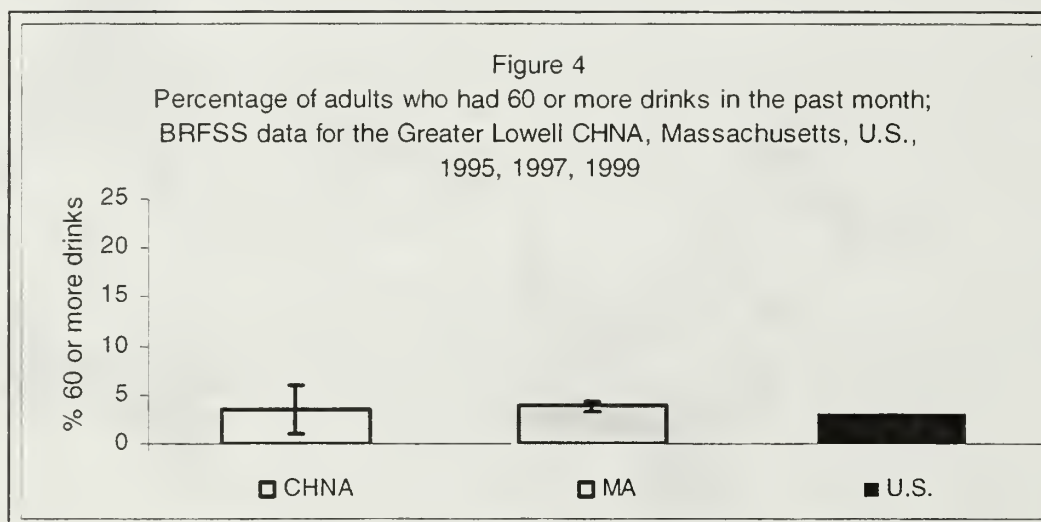 Figure 4
Percentage of adults who had 60 or more drinks in the past month;
BRFSS data for the Greater Lowell CHNA, Massachusetts, U.S.,
1995, 1997, 1999
% 60 or more drinks
25
20
15
10
5
0
CHNA
MA
U.S.